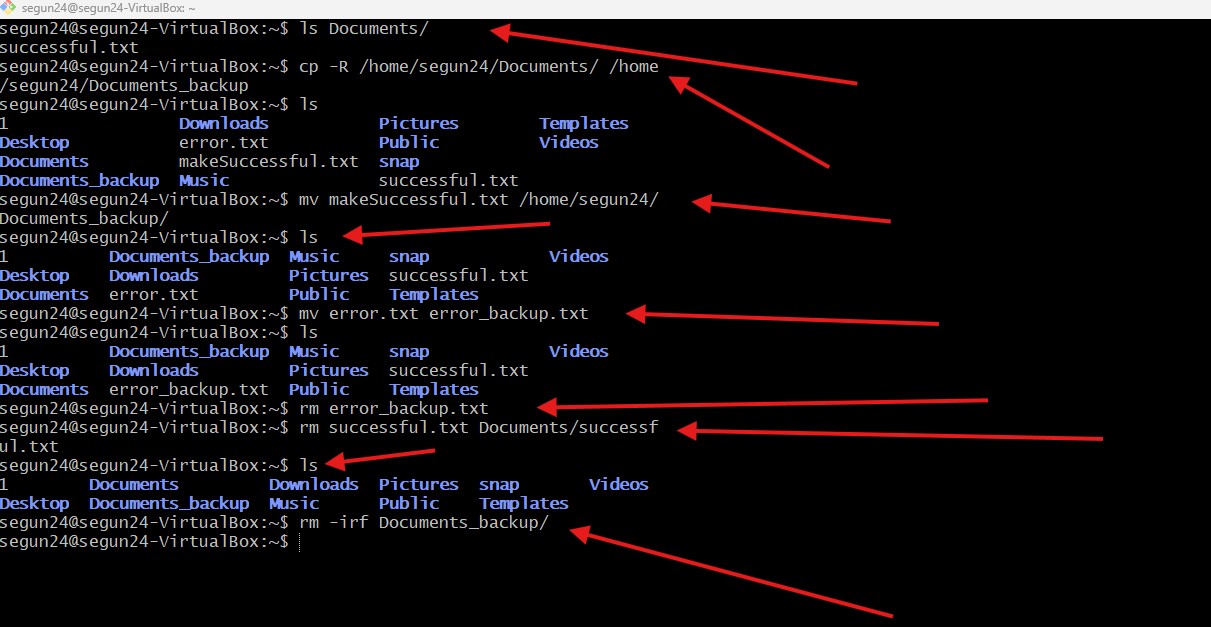 segun24@segun24-VirtualBox: ~
segun24@segun24-VirtualBox:~$ ls Documents/
successful.txt
segun24@segun24-VirtualBox:~$ cp -R /home/segun24/Documents/ /home
/segun24/Documents_backup
segun24@segun24-VirtualBox:~$ ls
1                 Downloads           Pictures        Templates
Desktop           error.txt           Public          Videos
Documents         makeSuccessful.txt  snap
Documents_backup  Music               successful.txt
segun24@segun24-VirtualBox:~$ mv makeSuccessful.txt /home/segun24/
Documents_backup/
segun24@segun24-VirtualBox:~$ ls
1          Documents_backup  Music     snap            Videos
Desktop    Downloads         Pictures  successful.txt
Documents  error.txt         Public    Templates
segun24@segun24-VirtualBox:~$ mv error.txt error_backup.txt
segun24@segun24-VirtualBox:~$ ls
1          Documents_backup  Music     snap            Videos
Desktop    Downloads         Pictures  successful.txt
Documents  error_backup.txt  Public    Templates
segun24@segun24-VirtualBox:~$ rm error_backup.txt
segun24@segun24-VirtualBox:~$ rm successful.txt Documents/successf
ul.txt
segun24@segun24-VirtualBox:~$ ls
1        Documents         Downloads  Pictures  snap       Videos
Desktop  Documents_backup  Music      Public    Templates
segun24@segun24-VirtualBox:~$ rm -irf Documents_backup/
segun24@segun24-VirtualBox:~$